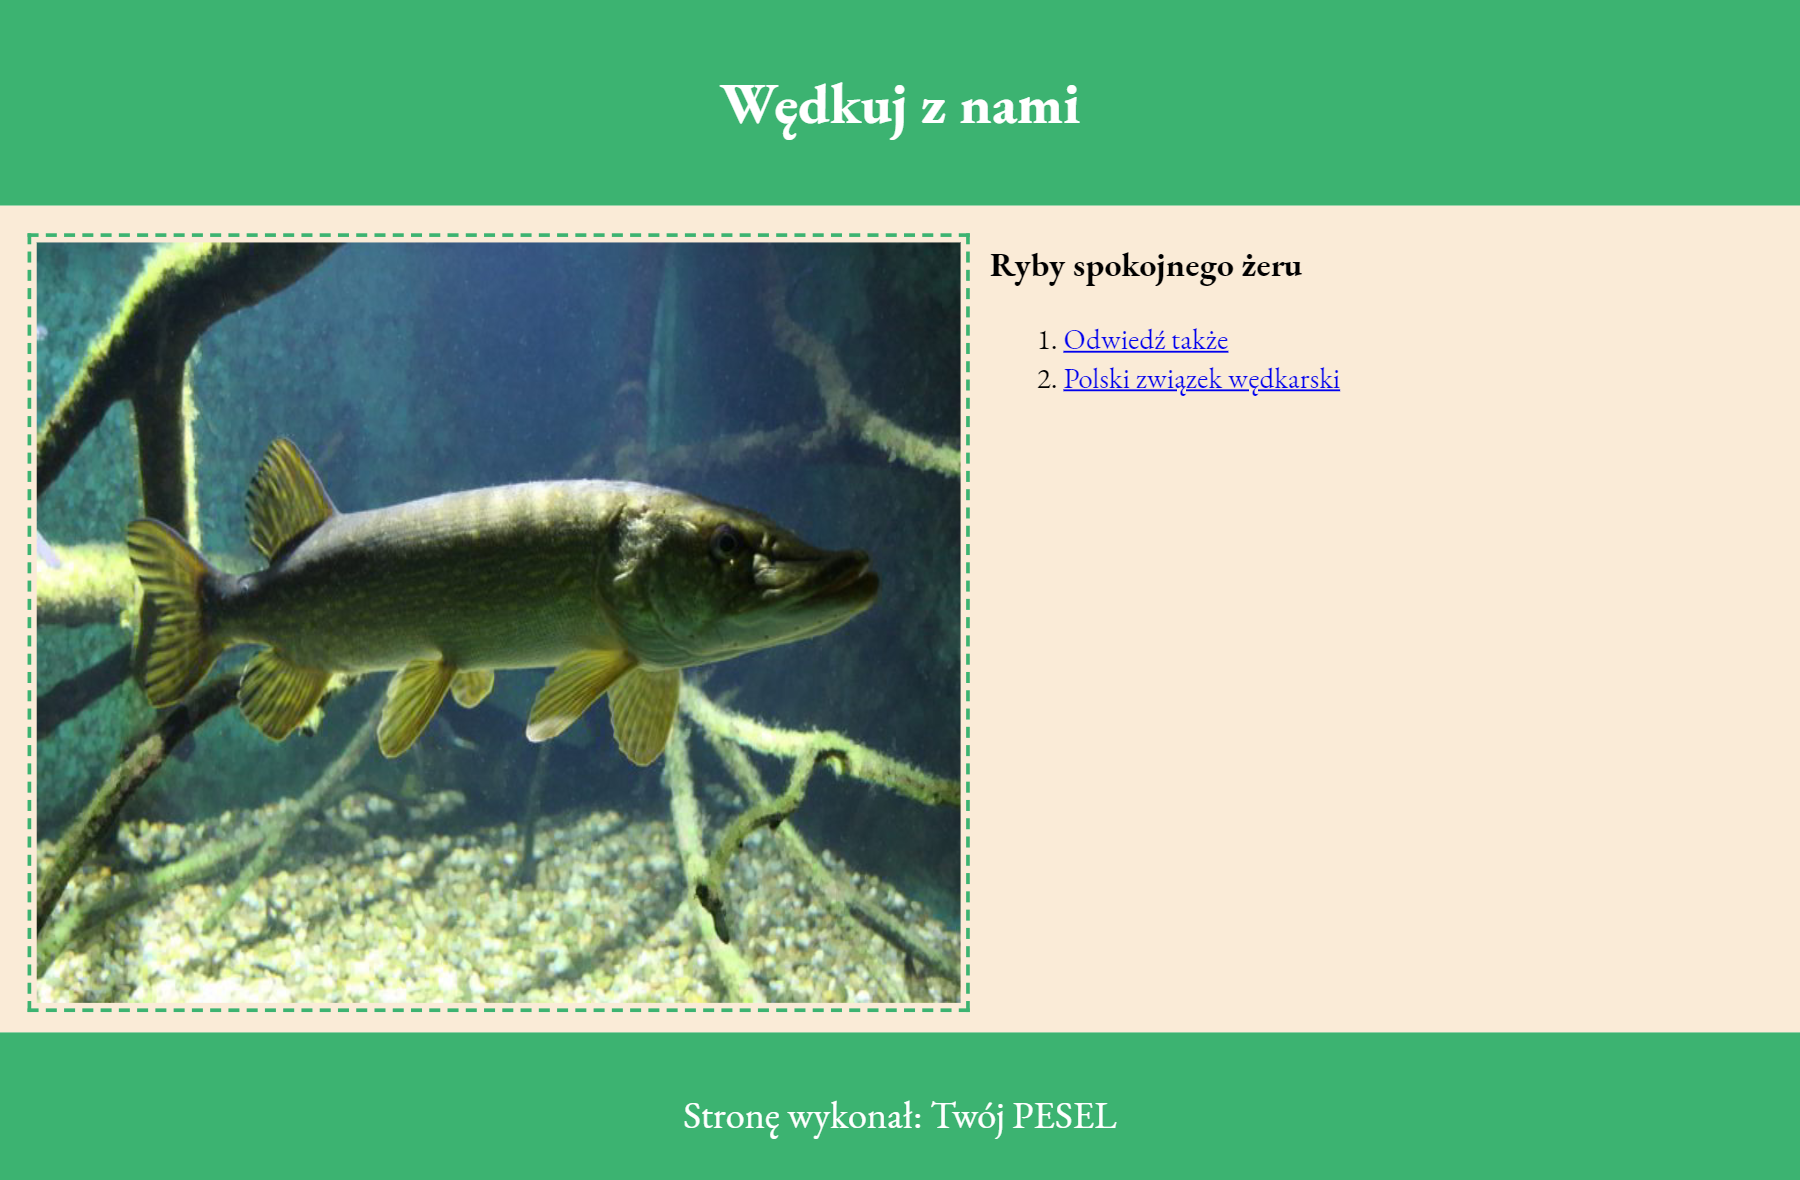 Wędkuj z nami
Ryby spokojnego żeru
1. Odwiedź także
2. Polski związek wędkarski
Stronę wykonał: Twój PESEL